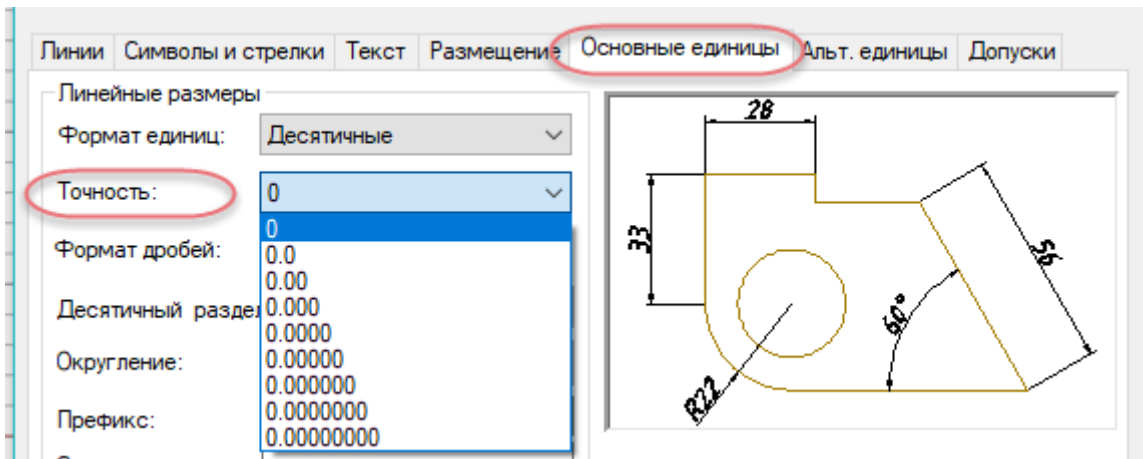 Линии Символы и стрелки Текст Размещение Основные единицы Альт. единицы Допуски
Линейные размеры
Формат единиц: Десятичные
Точность: 0
0
0.0
Формат дробей:
0.00
0.000
Десятичный раздел
0.0000
0.00000
Округление:
0.000000
0.0000000
Префикс:
0.00000000
28
33
56
60°
R22